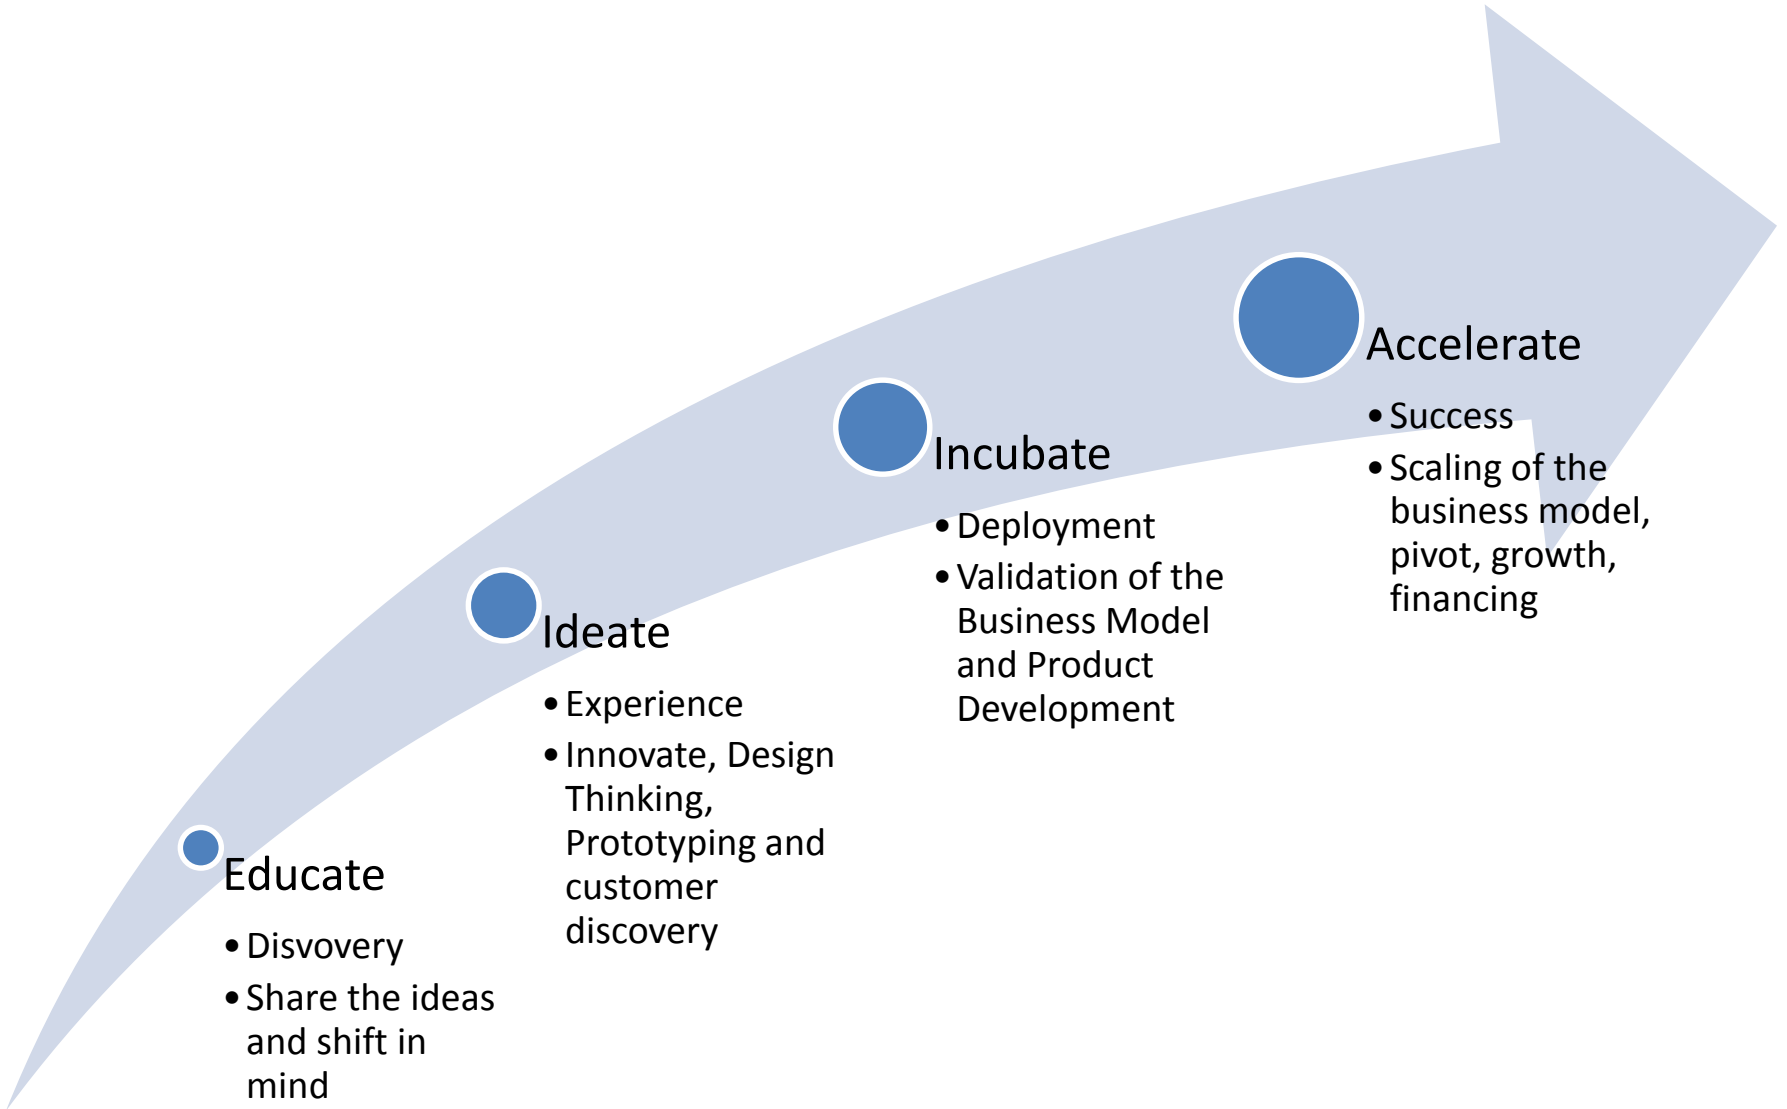 Educate
• Disvovery
• Share the ideas
and shift in
mind
Ideate
• Experience
• Innovate, Design
Thinking,
Prototyping and
customer
discovery
Incubate
• Deployment
• Validation of the
Business Model
and Product
Development
Accelerate
• Success
• Scaling of the
business model,
pivot, growth,
financing